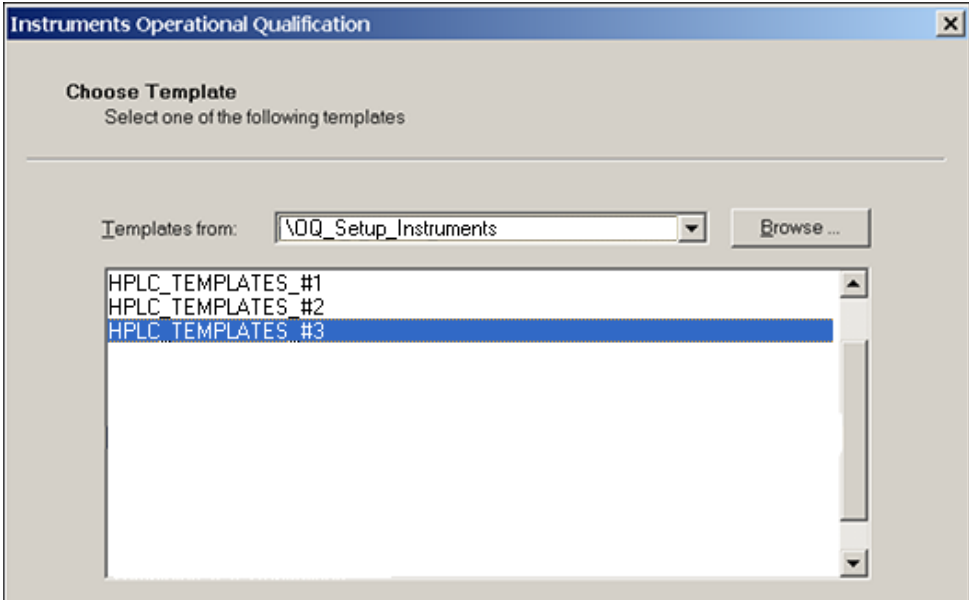 Instruments Operational Qualification
Choose Template
Select one of the following templates
Templates from: \OQ_Setup_Instruments Browse ...
HPLC_TEMPLATES_#1
HPLC_TEMPLATES_#2
HPLC_TEMPLATES_#3